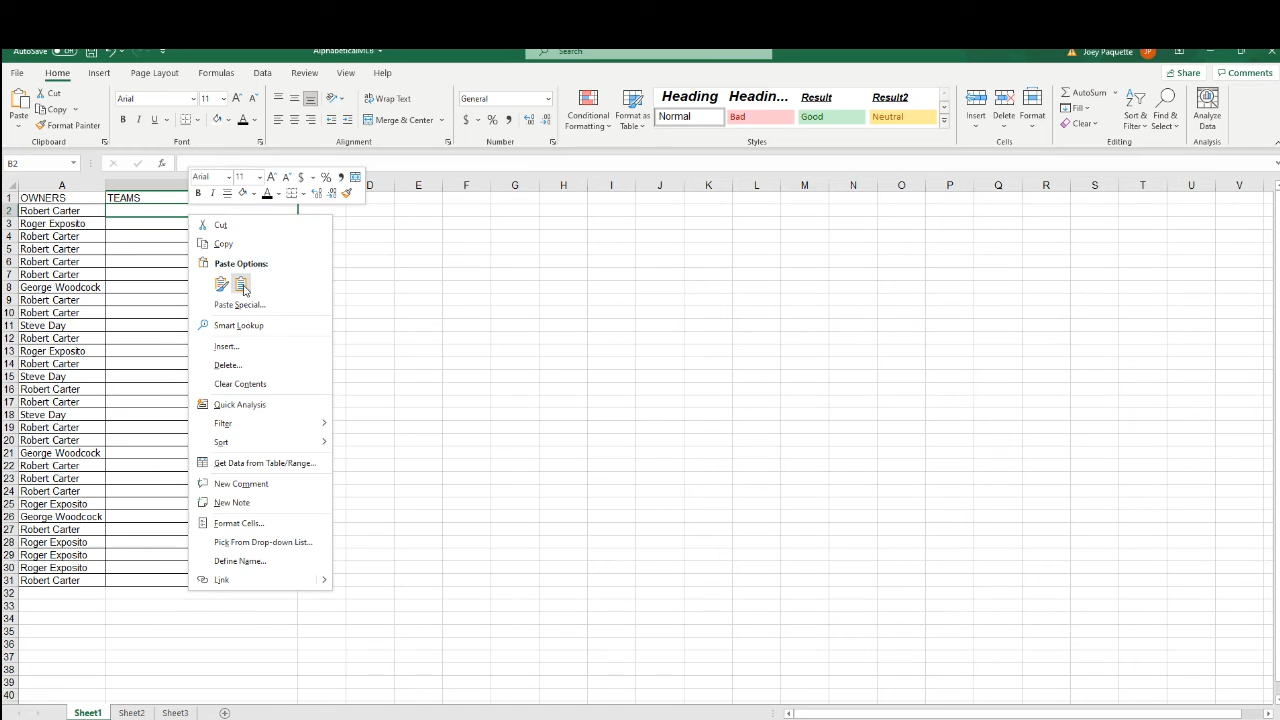 AutoSave Off AlphabeticalMLB Search Joey Paquette JP
File Home Insert Page Layout Formulas Data Review View Help Share Comments
Paste Cut Copy Format Painter
Clipboard
Arial 11
B I U
Font
Wrap Text
Merge & Center
Alignment
General
$ % 9
Number
Conditional Formatting Format as Table
Heading Headin... Result Result2
Normal Bad Good Neutral
Styles
Insert Delete Format
Cells
AutoSum
Fill
Clear
Sort & Filter Find & Select
Editing
Analyze Data
Analysis
B2 fx
Arial 11 A A $ % 9
B I A
A D E F G H I J K L M N O P Q R S T U V
1 OWNERS TEAMS
2 Robert Carter
3 Roger Exposito
4 Robert Carter
5 Robert Carter
6 Robert Carter
7 Robert Carter
8 George Woodcock
9 Robert Carter
10 Robert Carter
11 Steve Day
12 Robert Carter
13 Roger Exposito
14 Robert Carter
15 Steve Day
16 Robert Carter
17 Robert Carter
18 Steve Day
19 Robert Carter
20 Robert Carter
21 George Woodcock
22 Robert Carter
23 Robert Carter
24 Robert Carter
25 Roger Exposito
26 George Woodcock
27 Robert Carter
28 Roger Exposito
29 Roger Exposito
30 Roger Exposito
31 Robert Carter
32
33
34
35
36
37
38
39
40
Cut
Copy
Paste Options:
Paste Special...
Smart Lookup
Insert...
Delete...
Clear Contents
Quick Analysis
Filter
Sort
Get Data from Table/Range...
New Comment
New Note
Format Cells...
Pick From Drop-down List...
Define Name...
Link
Sheet1 Sheet2 Sheet3